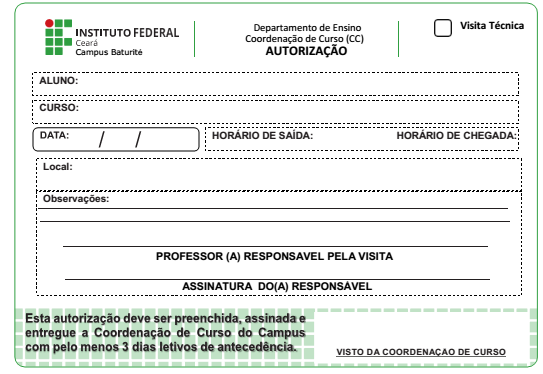 INSTITUTO FEDERAL
Ceará
Campus Baturité
Departamento de Ensino
Coordenação de Curso (CC)
AUTORIZAÇÃO
Visita Técnica
ALUNO:
CURSO:
DATA: / /
HORÁRIO DE SAÍDA: HORÁRIO DE CHEGADA:
Local:
Observações:
PROFESSOR (A) RESPONSAVEL PELA VISITA
ASSINATURA DO(A) RESPONSÁVEL
Esta autorização deve ser preenchida, assinada e
entregue a Coordenação de Curso do Campus
com pelo menos 3 dias letivos de antecedência.
VISTO DA COORDENAÇAO DE CURSO